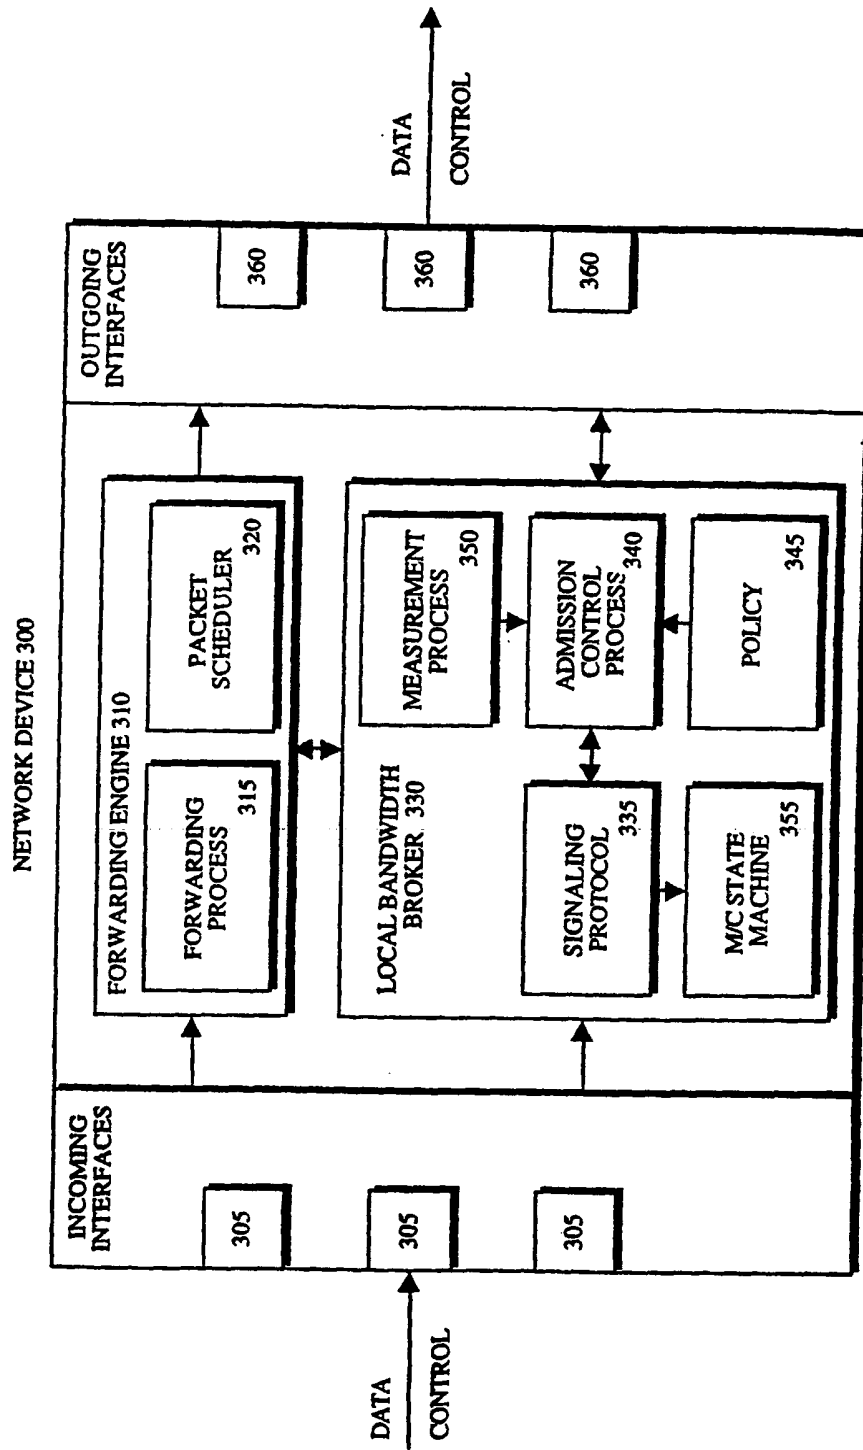 NETWORK DEVICE 300
INCOMING
INTERFACES
305
305
305
DATA
CONTROL
FORWARDING ENGINE 310
FORWARDING
PROCESS
315
PACKET
SCHEDULER
320
LOCAL BANDWIDTH
BROKER 330
MEASUREMENT
PROCESS
350
SIGNALING
PROTOCOL
335
ADMISSION
CONTROL
PROCESS
340
M/C STATE
MACHINE
355
POLICY
345
OUTGOING
INTERFACES
360
360
360
DATA
CONTROL